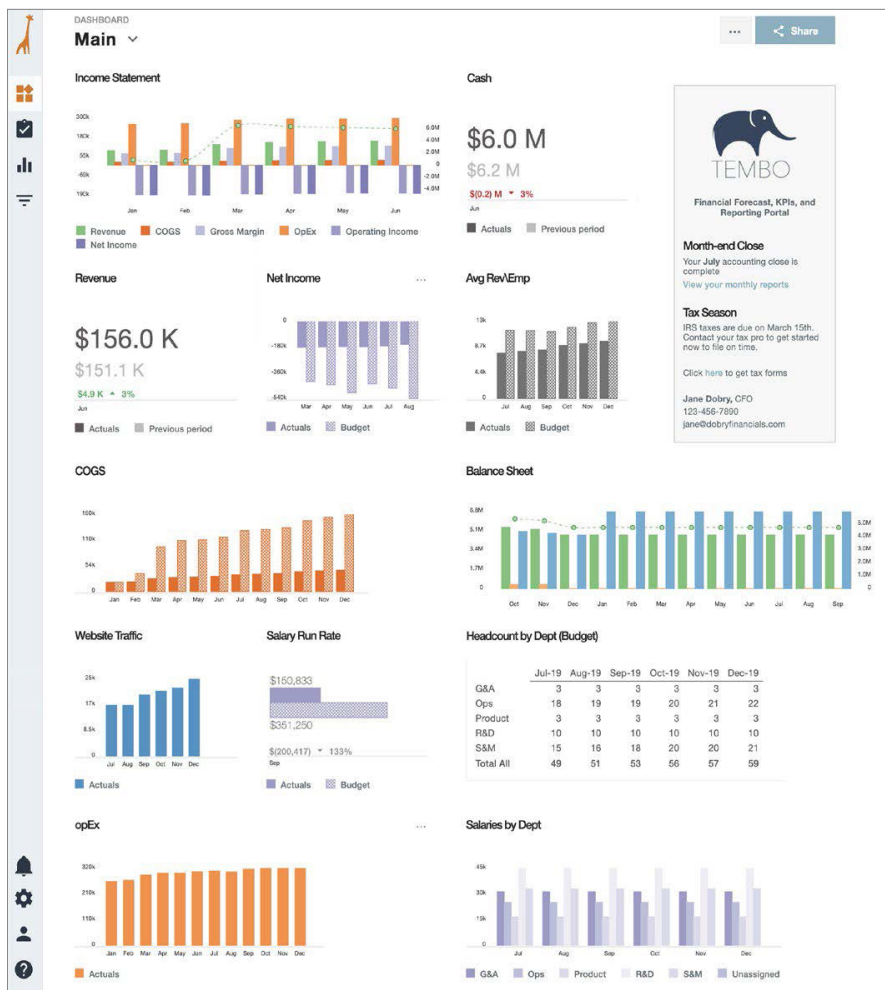 DASHBOARD
Main
...
Share
Income Statement
300k
180k
-65k
190k
6.0M
4.0M
2.0M
0
-2.0M
-4.0M
Jan Feb Mar Apr May Jun
Revenue COGS Gross Margin OpEx Operating Income
Net Income
Cash
$6.0 M
$6.2 M
$(0.2) M 3%
Jun
Actuals Previous period
TEMBO
Financial Forecast, KPIs, and
Reporting Portal
Month-end Close
Your July accounting close is
complete
View your monthly reports
Tax Season
IRS taxes are due on March 15th.
Contact your tax pro to get started
now to file on time.
Click here to get tax forms
Jane Dobry, CFO
123-456-7890
jane@dobryfinancials.com
Revenue
$156.0 K
$151.1 K
$4.9 K 3%
Jun
Actuals Previous period
Net Income
...
0
-180k
-360k
-540k
Mar Apr May Jun Jul Aug
Actuals Budget
Avg Rev\Emp
13k
8.7k
4.4k
0
Jul Aug Sep Oct Nov Dec
Actuals Budget
COGS
110k
54k
0
Jan Feb Mar Apr May Jun Jul Aug Sep Oct Nov Dec
Balance Sheet
6.8M
5.1M
3.4M
1.7M
0
5.0M
4.0M
3.0M
2.0M
1.0M
0
Oct Nov Dec Jan Feb Mar Apr May Jun Jul Aug Sep
Website Traffic
17k
8.5k
0
Jul Aug Sep Oct Nov Dec
Actuals
Salary Run Rate
$150,833
$351,250
$(200,417) 133%
Sep
Actuals Budget
Headcount by Dept (Budget)
Jul-19 Aug-19 Sep-19 Oct-19 Nov-19 Dec-19
G&A 3 3 3 3 3 3
Ops 18 19 19 20 21 22
Product 3 3 3 3 3 3
R&D 10 10 10 10 10 10
S&M 15 16 18 20 20 21
Total All 49 51 53 56 57 59
opEx
...
320k
210k
110k
0
Jan Feb Mar Apr May Jun Jul Aug Sep Oct Nov Dec
Actuals
Salaries by Dept
45k
30k
15k
0
Jul Aug Sep Oct Nov Dec
G&A Ops Product R&D S&M Unassigned